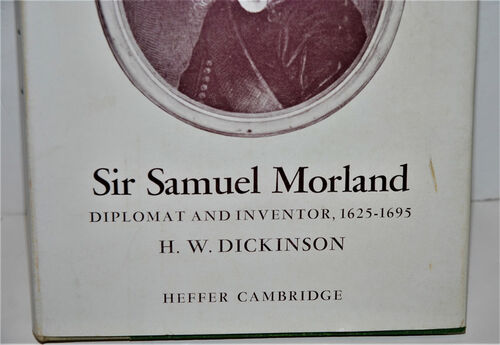 Sir Samuel Morland
DIPLOMAT AND INVENTOR, 1625-1695
H. W. DICKINSON
HEFFER CAMBRIDGE